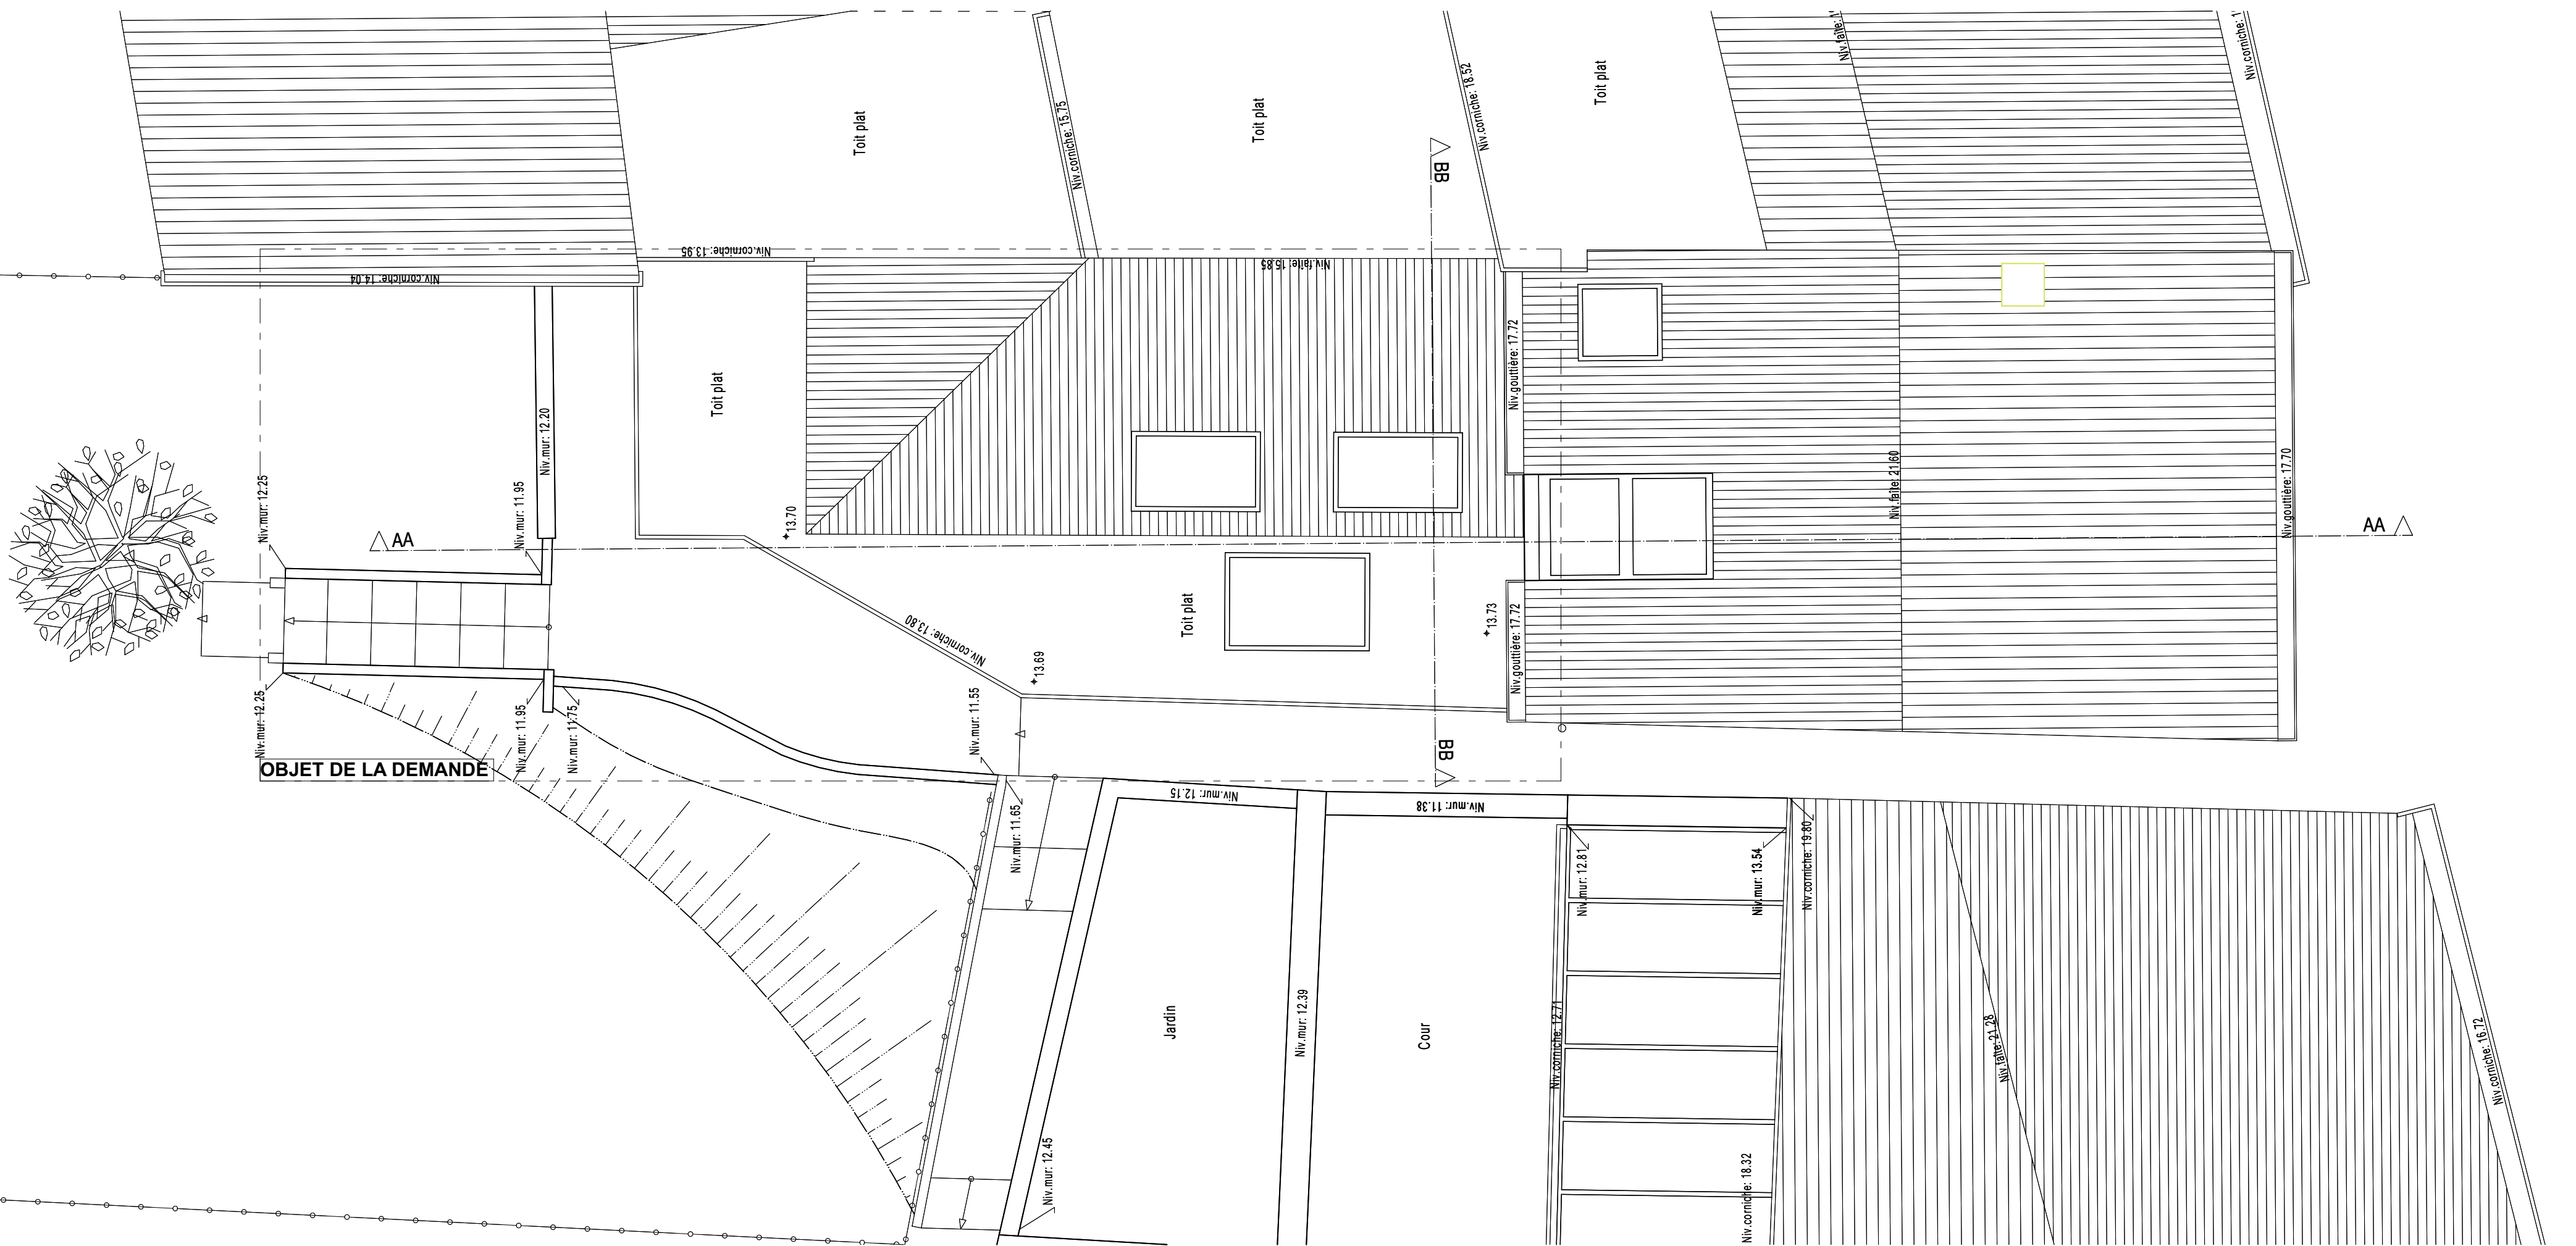 Niv.faîte:
Niv.corniche:
Niv.corniche: 18.52
Toit plat
Toit plat
Toit plat
Niv.corniche: 15.75
BB
Niv.corniche: 13.95
Niv.faîte: 15.85
Niv.corniche: 14.04
Niv.gouttière: 17.72
Toit plat
Niv.mur: 12.20
Niv.mur: 12.25
Niv.mur: 11.95
13.70
AA
Niv.faîte: 21.60
Niv.gouttière: 17.70
AA
Niv.corniche: 13.80
Toit plat
13.73
Niv.gouttière: 17.72
13.69
Niv.mur: 12.25
Niv.mur: 11.95
Niv.mur: 11.75
Niv.mur: 11.55
BB
OBJET DE LA DEMANDE
Niv.mur: 12.15
Niv.mur: 11.38
Niv.mur: 11.65
Niv.mur: 12.81
Niv.mur: 13.54
Niv.corniche: 19.80
Jardin
Niv.mur: 12.39
Cour
Niv.corniche: 12.71
Niv.faîte: 21.28
Niv.corniche: 16.72
Niv.mur: 12.45
Niv.corniche: 18.32